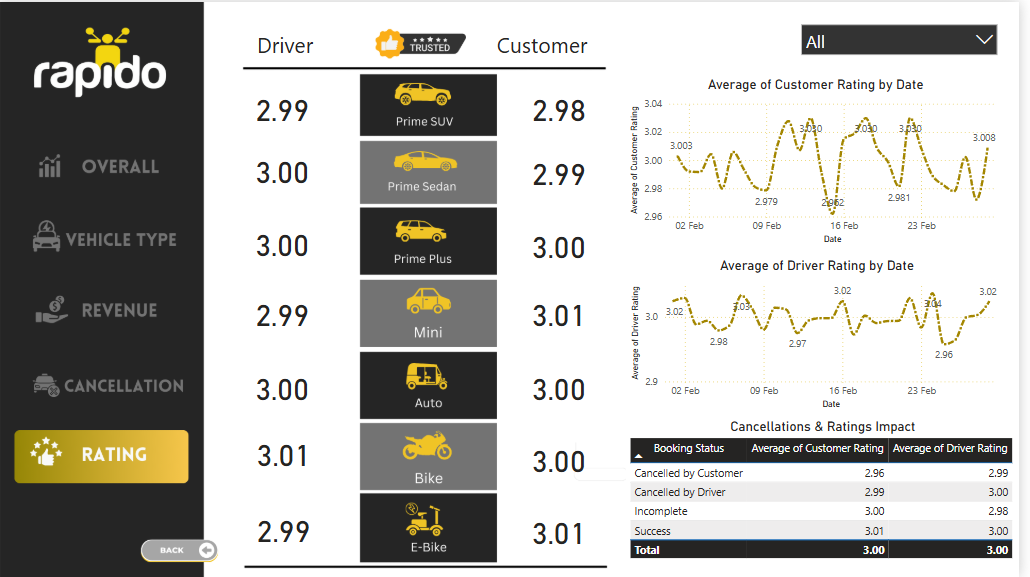 rapido
OVERALL
VEHICLE TYPE
REVENUE
CANCELLATION
RATING
BACK
Driver TRUSTED Customer
2.99 Prime SUV 2.98
3.00 Prime Sedan 2.99
3.00 Prime Plus 3.00
2.99 Mini 3.01
3.00 Auto 3.00
3.01 Bike 3.00
2.99 E-Bike 3.01
All
Average of Customer Rating by Date
Average of Customer Rating
3.04
3.02
3.00
2.98
2.96
3.003
2.979
3.030
2.962
3.030
2.981
3.030
3.008
02 Feb 09 Feb 16 Feb 23 Feb
Date
Average of Driver Rating by Date
Average of Driver Rating
3.0
2.9
3.02
2.98
3.03
2.97
3.02
3.04
2.96
3.02
02 Feb 09 Feb 16 Feb 23 Feb
Date
Cancellations & Ratings Impact
Booking Status Average of Customer Rating Average of Driver Rating
Cancelled by Customer 2.96 2.99
Cancelled by Driver 2.99 3.00
Incomplete 3.00 2.98
Success 3.01 3.00
Total 3.00 3.00